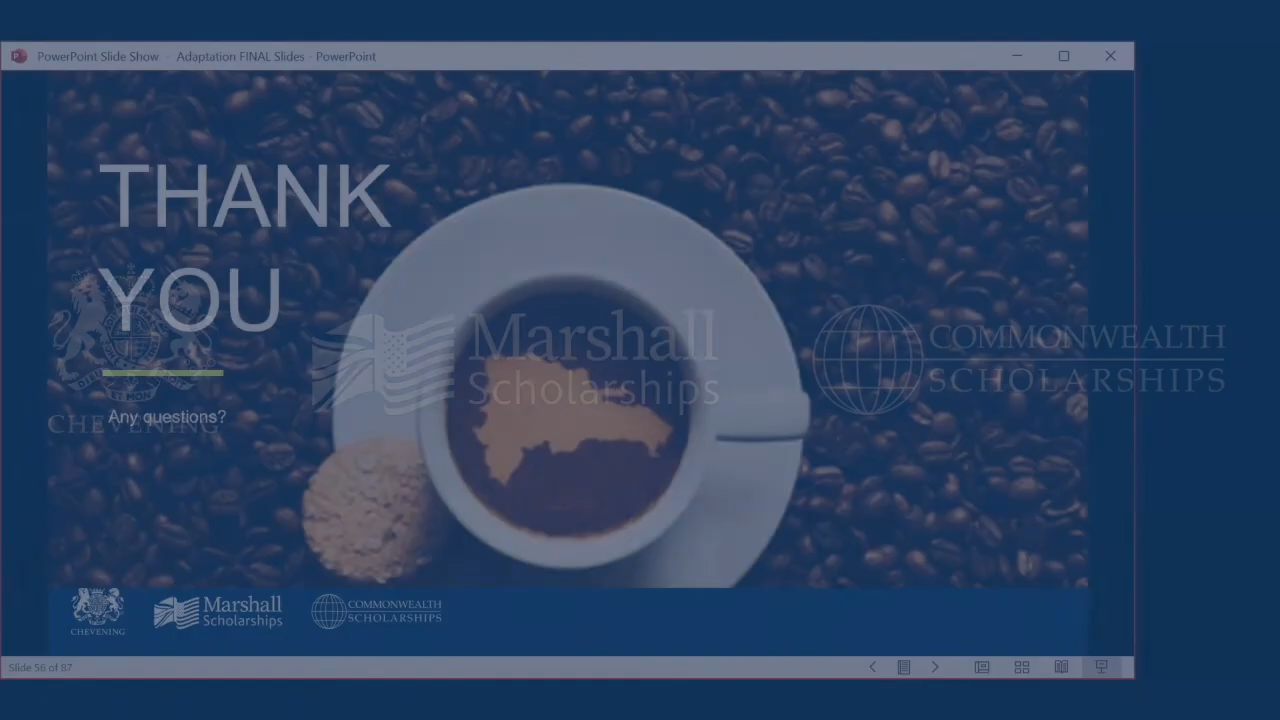 PowerPoint Slide Show - Adaptation FINAL Slides - PowerPoint
THANK
YOU
Any questions?
CHEVENING
Marshall
Scholarships
COMMONWEALTH
SCHOLARSHIPS
CHEVENING
Marshall
Scholarships
COMMONWEALTH
SCHOLARSHIPS
Slide 56 of 87